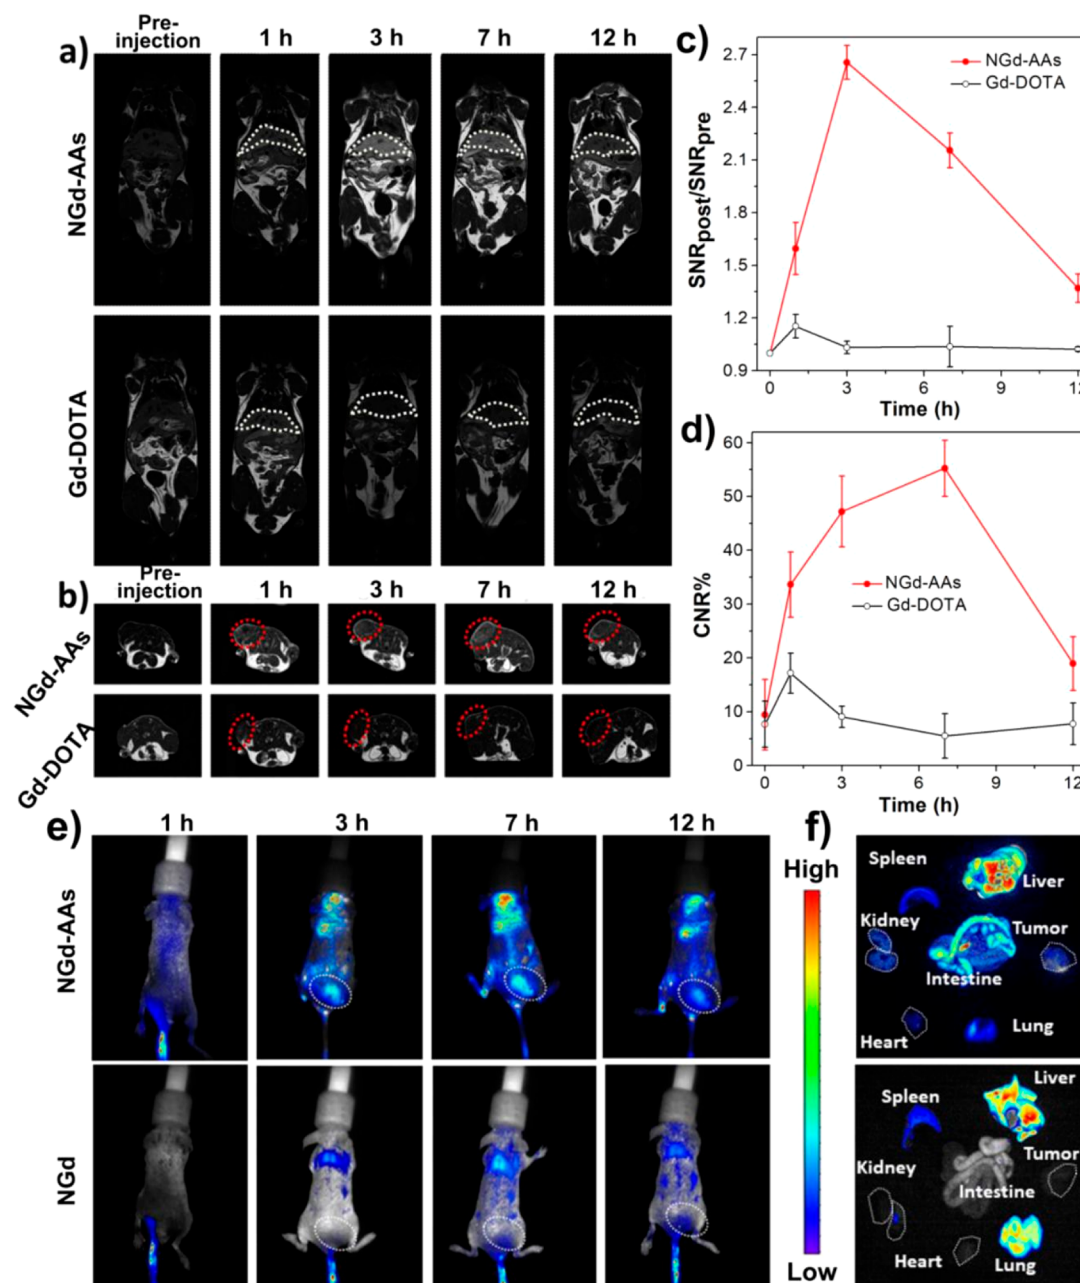 a)
Pre-
injection
1 h
3 h
7 h
12 h
NGd-AAs
Gd-DOTA
b)
Pre-
injection
1 h
3 h
7 h
12 h
NGd-AAs
Gd-DOTA
c)
SNRpost/SNRpre
2.7
2.4
2.1
1.8
1.5
1.2
0.9
NGd-AAs
Gd-DOTA
0
3
6
9
12
Time (h)
d)
CNR%
60
50
40
30
20
10
0
NGd-AAs
Gd-DOTA
0
3
6
9
12
Time (h)
e)
1 h
3 h
7 h
12 h
NGd-AAs
NGd
High
Low
f)
Spleen
Liver
Kidney
Tumor
Intestine
Heart
Lung
Liver
Spleen
Tumor
Kidney
Intestine
Heart
Lung